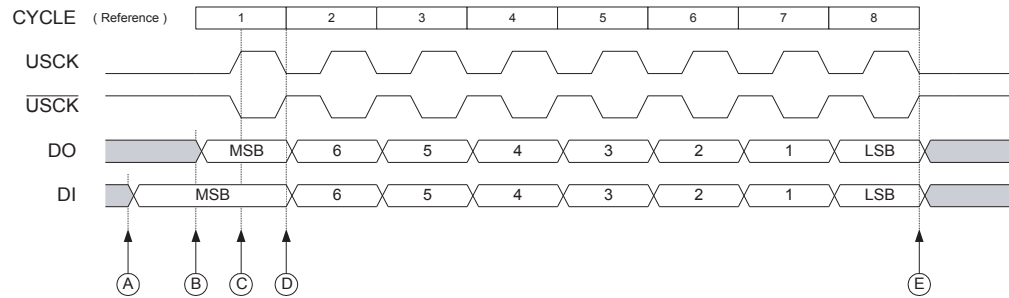 CYCLE ( Reference ) 1 2 3 4 5 6 7 8
USCK
USCK
DO MSB 6 5 4 3 2 1 LSB
DI MSB 6 5 4 3 2 1 LSB
A B C D E